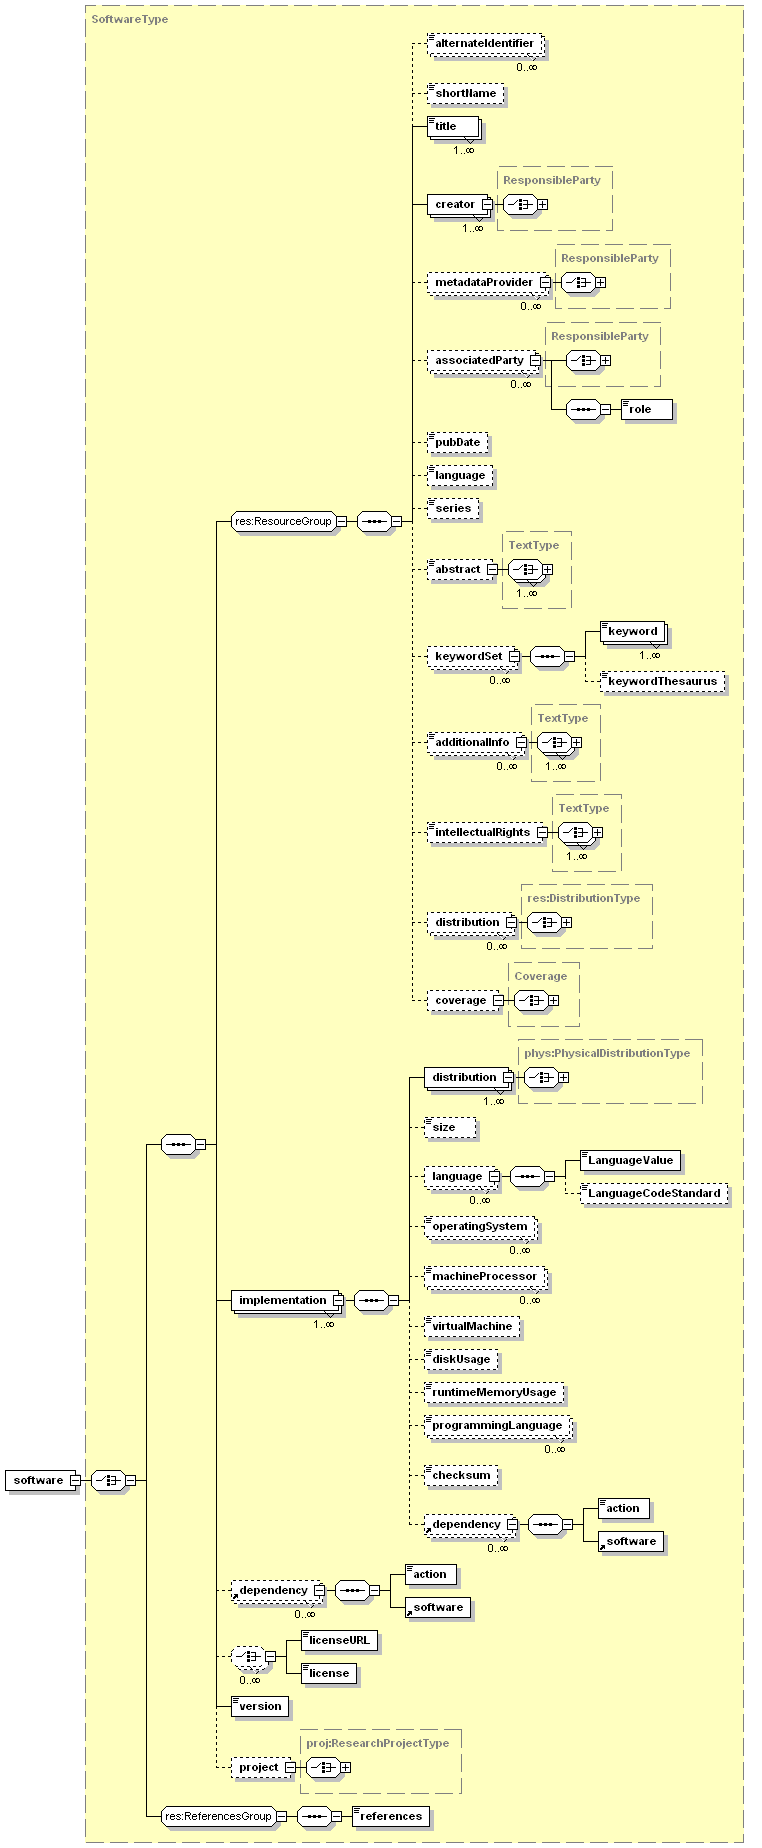 SoftwareType
alternateIdentifier
0..∞
shortName
title
1..∞
ResponsibleParty
creator
1..∞
ResponsibleParty
metadataProvider
0..∞
ResponsibleParty
associatedParty
0..∞
role
pubDate
language
series
res:ResourceGroup
TextType
abstract
1..∞
keyword
1..∞
keywordSet
0..∞
keywordThesaurus
TextType
additionalInfo
0..∞ 1..∞
TextType
intellectualRights
1..∞
res:DistributionType
distribution
0..∞
Coverage
coverage
phys:PhysicalDistributionType
distribution
1..∞
size
LanguageValue
language
0..∞
LanguageCodeStandard
operatingSystem
0..∞
machineProcessor
0..∞
implementation
1..∞
virtualMachine
diskUsage
runtimeMemoryUsage
programmingLanguage
0..∞
checksum
software
action
dependency
0..∞
software
action
dependency
0..∞
software
licenseURL
0..∞
license
version
proj:ResearchProjectType
project
res:ReferencesGroup
references